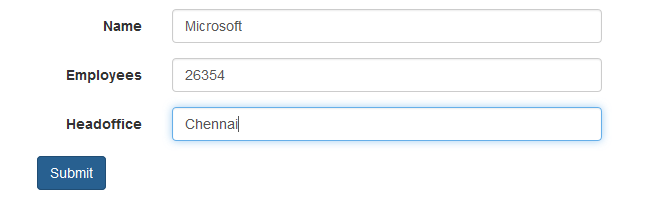 Name Microsoft
Employees 26354
Headoffice Chennai
Submit